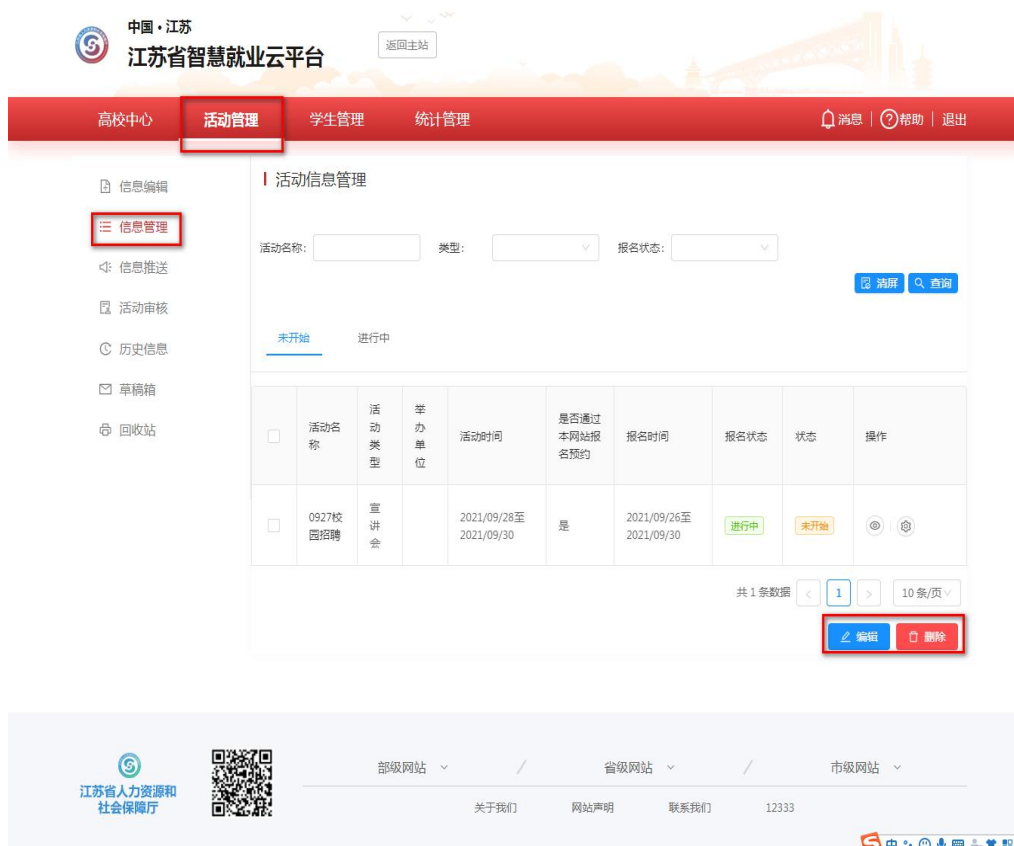 中国·江苏
江苏省智慧就业云平台
返回主站
高校中心
活动管理
学生管理
统计管理
消息
帮助
退出
信息编辑
信息管理
信息推送
活动审核
历史信息
草稿箱
回收站
活动信息管理
活动名称:
类型:
报名状态:
清屏
查询
未开始
进行中
活动名
称
活
动
类
型
举
办
单
位
活动时间
是否通过
本网站报
名预约
报名时间
报名状态
状态
操作
0927校
园招聘
宣
讲
会
2021/09/28至
2021/09/30
是
2021/09/26至
2021/09/30
进行中
未开始
共 1 条数据
1
10 条/页
编辑
删除
江苏省人力资源和
社会保障厅
部级网站
/
省级网站
/
市级网站
关于我们
网站声明
联系我们
12333
中